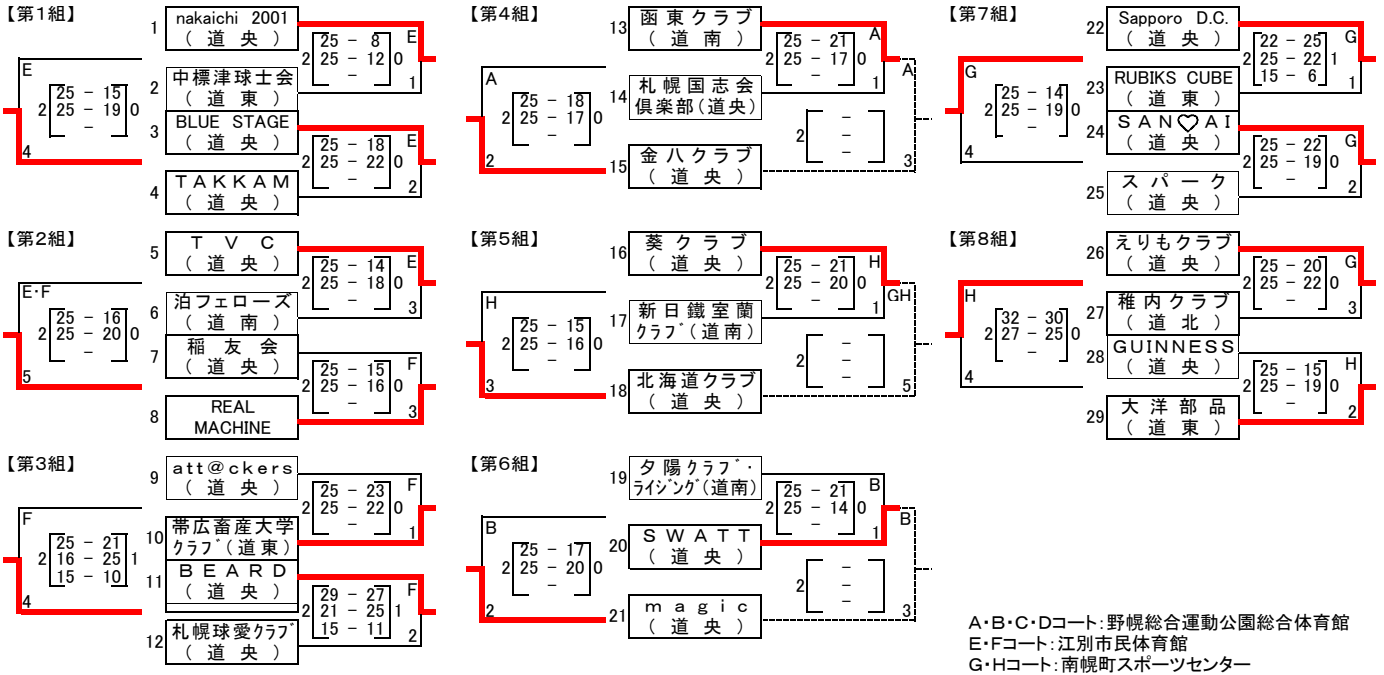 【第1組】
1
nakaichi 2001
( 道 央 )
2
中標津球士会
( 道 東 )
3
BLUE STAGE
( 道 央 )
4
TAKKAM
( 道 央 )
E
2 25 - 8 0
25 - 12
-
1
E
2 25 - 18 0
25 - 22
-
2
E
2 25 - 15 0
25 - 19
-
4
【第2組】
5
T V C
( 道 央 )
6
泊フェローズ
( 道 南 )
7
稲 友 会
( 道 央 )
8
REAL
MACHINE
E
2 25 - 14 0
25 - 18
-
3
F
2 25 - 15 0
25 - 16
-
3
E・F
2 25 - 16 0
25 - 20
-
5
【第3組】
9
att@ckers
( 道 央 )
10
帯広畜産大学
クラブ(道東)
11
BEARD
( 道 央 )
12
札幌球愛クラブ
( 道 央 )
F
2 25 - 23 0
25 - 22
-
1
F
2 29 - 27 1
21 - 25
15 - 11
2
F
2 25 - 21 1
16 - 25
15 - 10
4
【第4組】
13
函東クラブ
( 道 南 )
14
札幌国志会
倶楽部(道央)
15
金八クラブ
( 道 央 )
A
2 25 - 21 0
25 - 17
-
1
A
2 -
-
-
3
A
2 25 - 18 0
25 - 17
-
2
【第5組】
16
葵クラブ
( 道 央 )
17
新日鐵室蘭
クラブ(道南)
18
北海道クラブ
( 道 央 )
H
2 25 - 21 0
25 - 20
-
1
GH
2 -
-
-
5
H
2 25 - 15 0
25 - 16
-
3
【第6組】
19
夕陽クラブ・
ライジング(道南)
20
SWATT
( 道 央 )
21
magic
( 道 央 )
B
2 25 - 21 0
25 - 14
-
1
B
2 -
-
-
3
B
2 25 - 17 0
25 - 20
-
2
【第7組】
22
Sapporo D.C.
( 道 央 )
23
RUBIKS CUBE
( 道 東 )
24
SAN♡AI
( 道 央 )
25
スパーク
( 道 央 )
G
2 22 - 25 1
25 - 22
15 - 6
1
G
2 25 - 22 0
25 - 19
-
2
G
2 25 - 14 0
25 - 19
-
4
【第8組】
26
えりもクラブ
( 道 央 )
27
稚内クラブ
( 道 北 )
28
GUINNESS
( 道 央 )
29
大洋部品
( 道 東 )
G
2 25 - 20 0
25 - 22
-
3
H
2 25 - 15 0
25 - 19
-
2
H
2 32 - 30 0
27 - 25
-
4
A・B・C・Dコート:野幌総合運動公園総合体育館
E・Fコート:江別市民体育館
G・Hコート:南幌町スポーツセンター